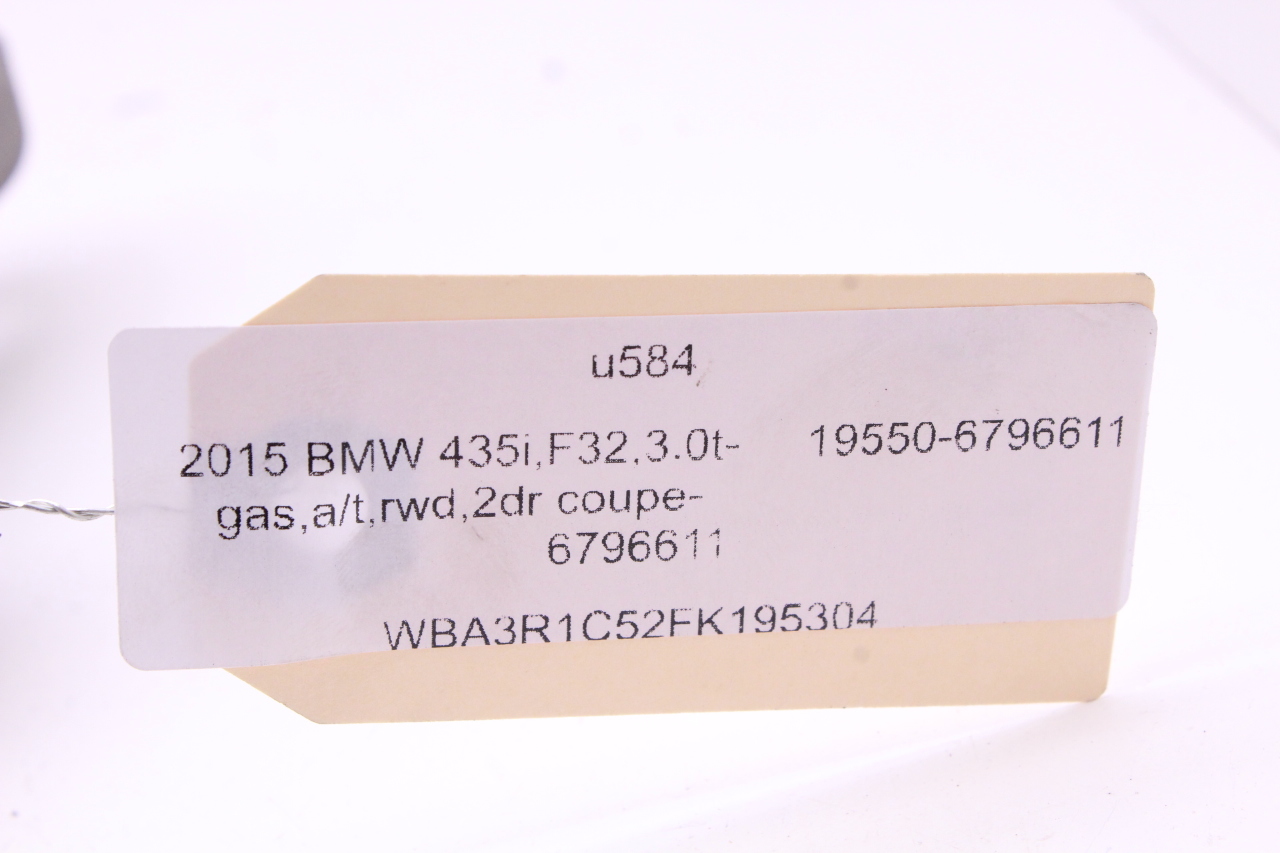 u584
2015 BMW 435i,F32,3.0t-
gas,a/t,rwd,2dr coupe-
6796611
19550-6796611
WBA3R1C52FK195304